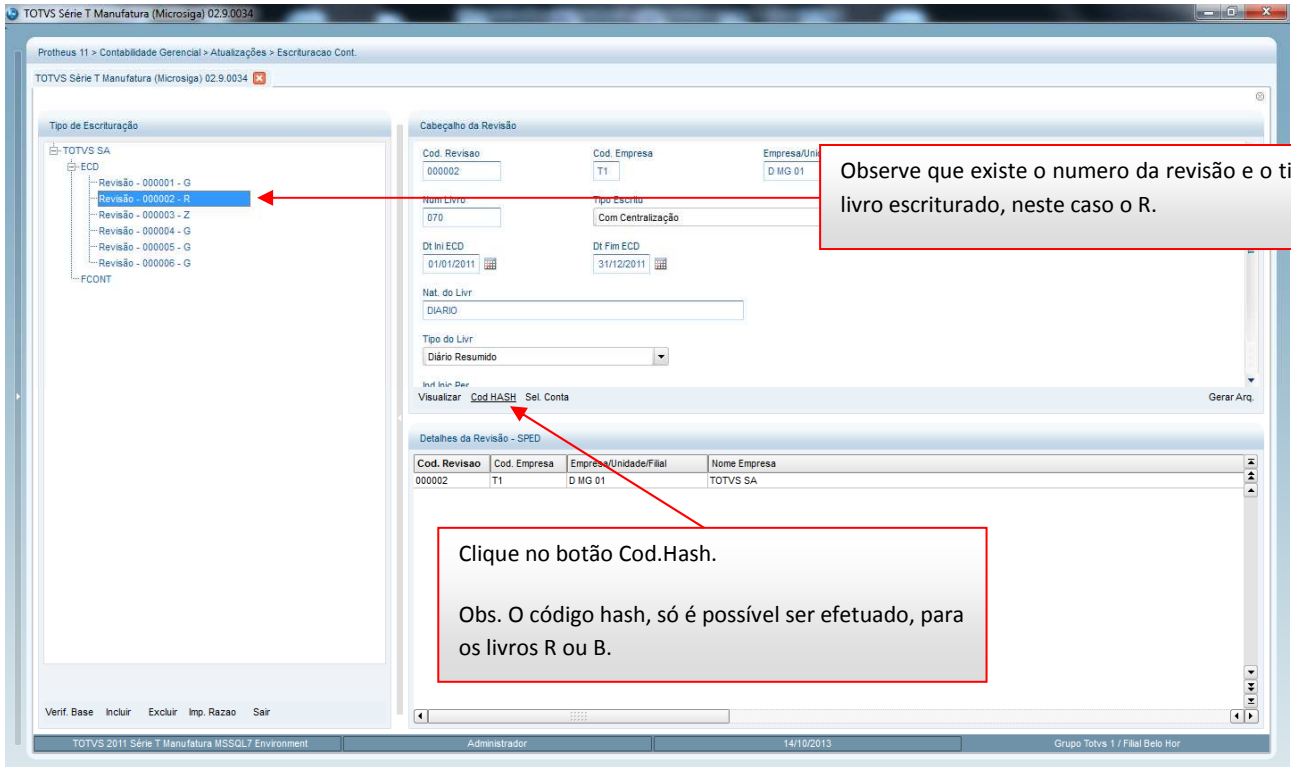 TOTVS Série T Manufatura (Microsiga) 02.9.0034
Protheus 11 > Contabilidade Gerencial > Atualizações > Escrituracao Cont.
TOTVS Série T Manufatura (Microsiga) 02.9.0034
Tipo de Escrituração
TOTVS SA
ECD
Revisão - 000001 - G
Revisão - 000002 - R
Revisão - 000003 - Z
Revisão - 000004 - G
Revisão - 000005 - G
Revisão - 000006 - G
FCONT
Verif. Base Incluir Excluir Imp. Razao Sair
Cabeçalho da Revisão
Cod. Revisao Cod. Empresa Empresa/Uni
000002 T1 D MG 01
Observe que existe o numero da revisão e o ti
livro escriturado, neste caso o R.
Num Livro Tipo Escritu
070 Com Centralização
Dt Ini ECD Dt Fim ECD
01/01/2011 31/12/2011
Nat. do Livr
DIARIO
Tipo do Livr
Diário Resumido
Ind Inic Per
Visualizar Cod HASH Sel. Conta Gerar Arq.
Detalhes da Revisão - SPED
Cod. Revisao Cod. Empresa Empresa/Unidade/Filial Nome Empresa
000002 T1 D MG 01 TOTVS SA
Clique no botão Cod.Hash.
Obs. O código hash, só é possível ser efetuado, para
os livros R ou B.
TOTVS 2011 Série T Manufatura MSSQL7 Environment Administrador 14/10/2013 Grupo Totvs 1 / Filial Belo Hor